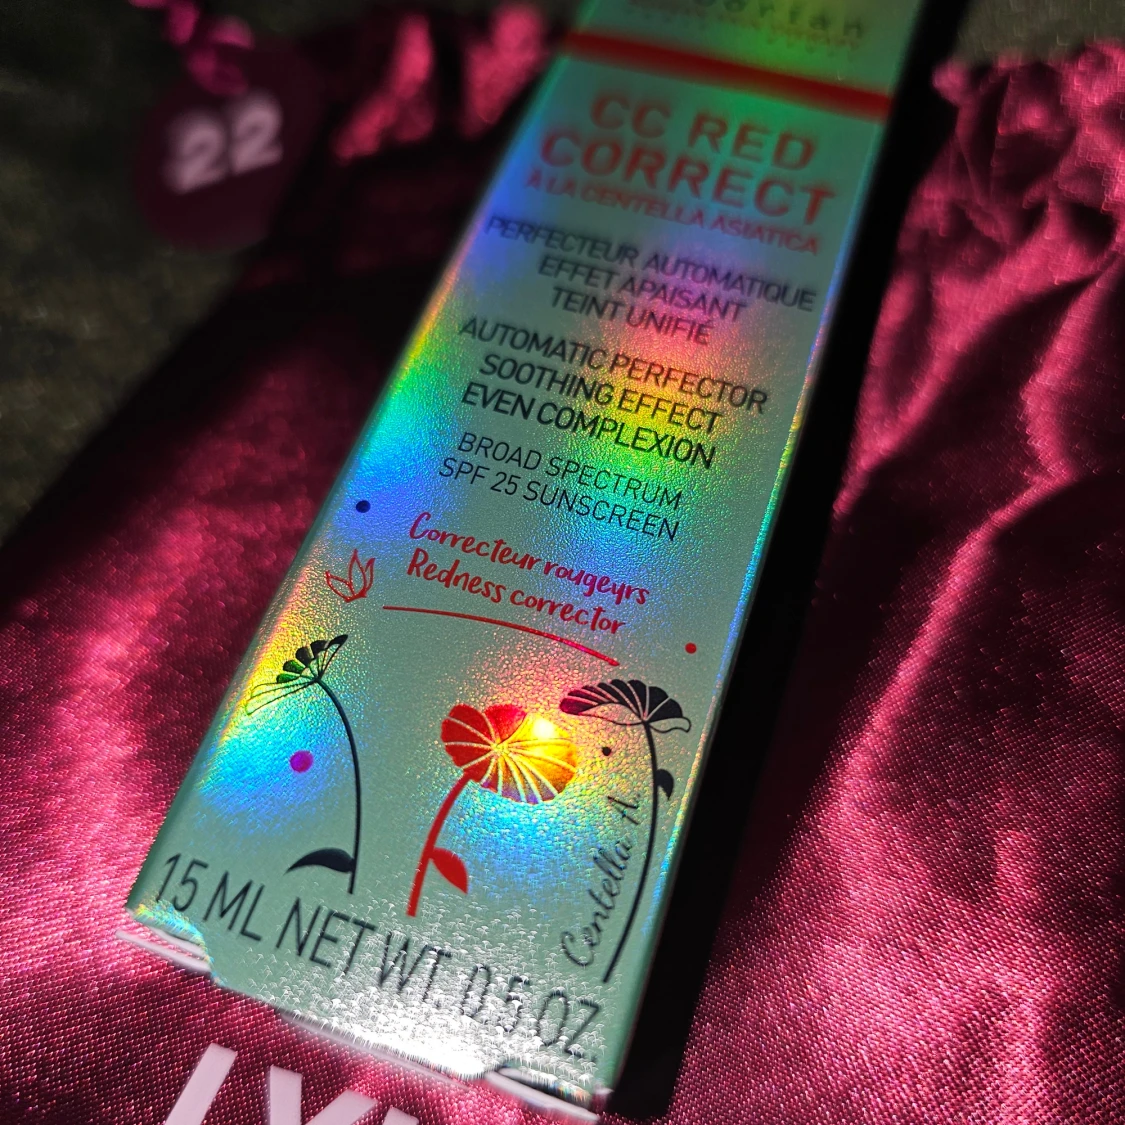 22
CC RED
CORRECT
À LA CENTELLA ASIATICA
PERFECTEUR AUTOMATIQUE
EFFET APAISANT
TEINT UNIFIÉ
AUTOMATIC PERFECTOR
SOOTHING EFFECT
EVEN COMPLEXION
BROAD SPECTRUM
SPF 25 SUNSCREEN
Correcteur rougeurs
Redness corrector
Centella A.
15 ML NET WT. 0.5 OZ.